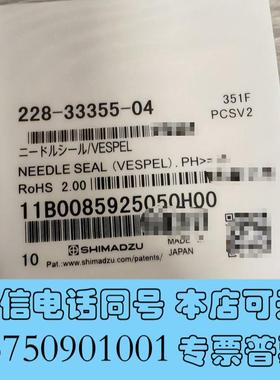 351F
228-33355-04
PCSV2
ニードルシール/VESPEL
NEEDLE SEAL (VESPEL). PH>=
RoHS 2.00
11B0085925050H00
SHIMADZU
MADE
JAPAN
10
Pat.:www.shimadzu.com/patents/
信电话同号 本店可
8750901001 专票普